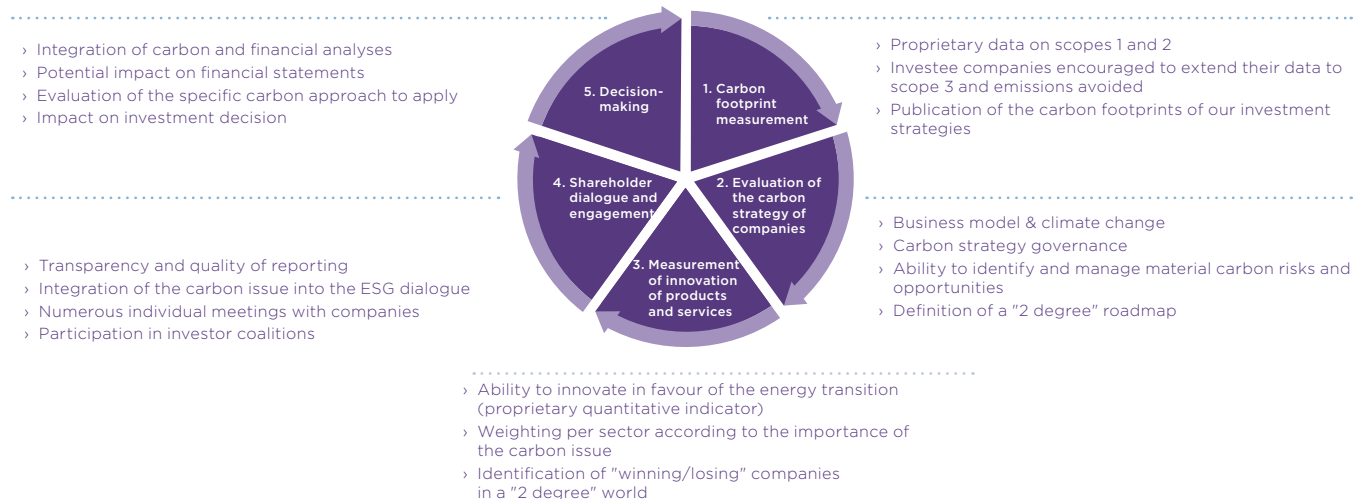 › Integration of carbon and financial analyses
› Potential impact on financial statements
› Evaluation of the specific carbon approach to apply
› Impact on investment decision
5. Decision-
making
1. Carbon
footprint
measurement
› Proprietary data on scopes 1 and 2
› Investee companies encouraged to extend their data to
scope 3 and emissions avoided
› Publication of the carbon footprints of our investment
strategies
4. Shareholder
dialogue and
engagement
2. Evaluation of
the carbon
strategy of
companies
› Business model & climate change
› Carbon strategy governance
› Ability to identify and manage material carbon risks and
opportunities
› Definition of a "2 degree" roadmap
› Transparency and quality of reporting
› Integration of the carbon issue into the ESG dialogue
› Numerous individual meetings with companies
› Participation in investor coalitions
3. Measurement
of innovation
of products
and services
› Ability to innovate in favour of the energy transition
(proprietary quantitative indicator)
› Weighting per sector according to the importance of
the carbon issue
› Identification of "winning/losing" companies
in a "2 degree" world